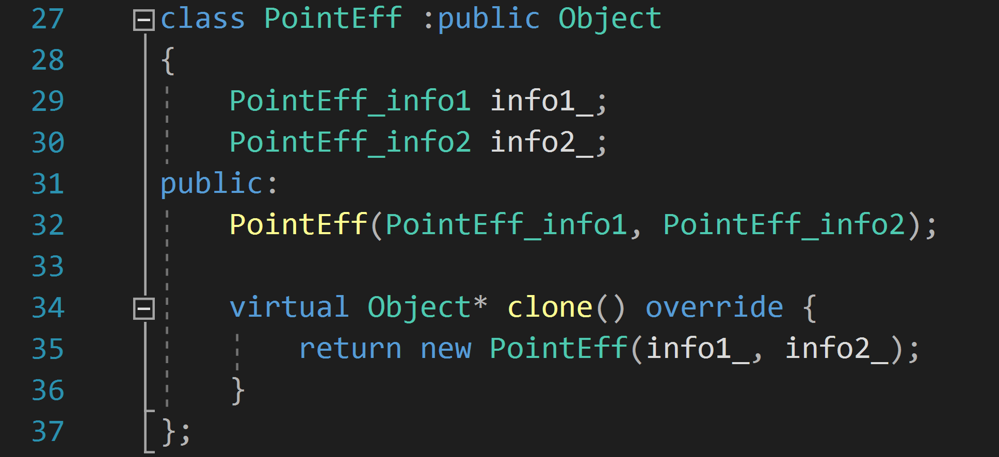 27 class PointEff :public Object
28 {
29     PointEff_info1 info1_;
30     PointEff_info2 info2_;
31 public:
32     PointEff(PointEff_info1, PointEff_info2);
33
34     virtual Object* clone() override {
35         return new PointEff(info1_, info2_);
36     }
37 };